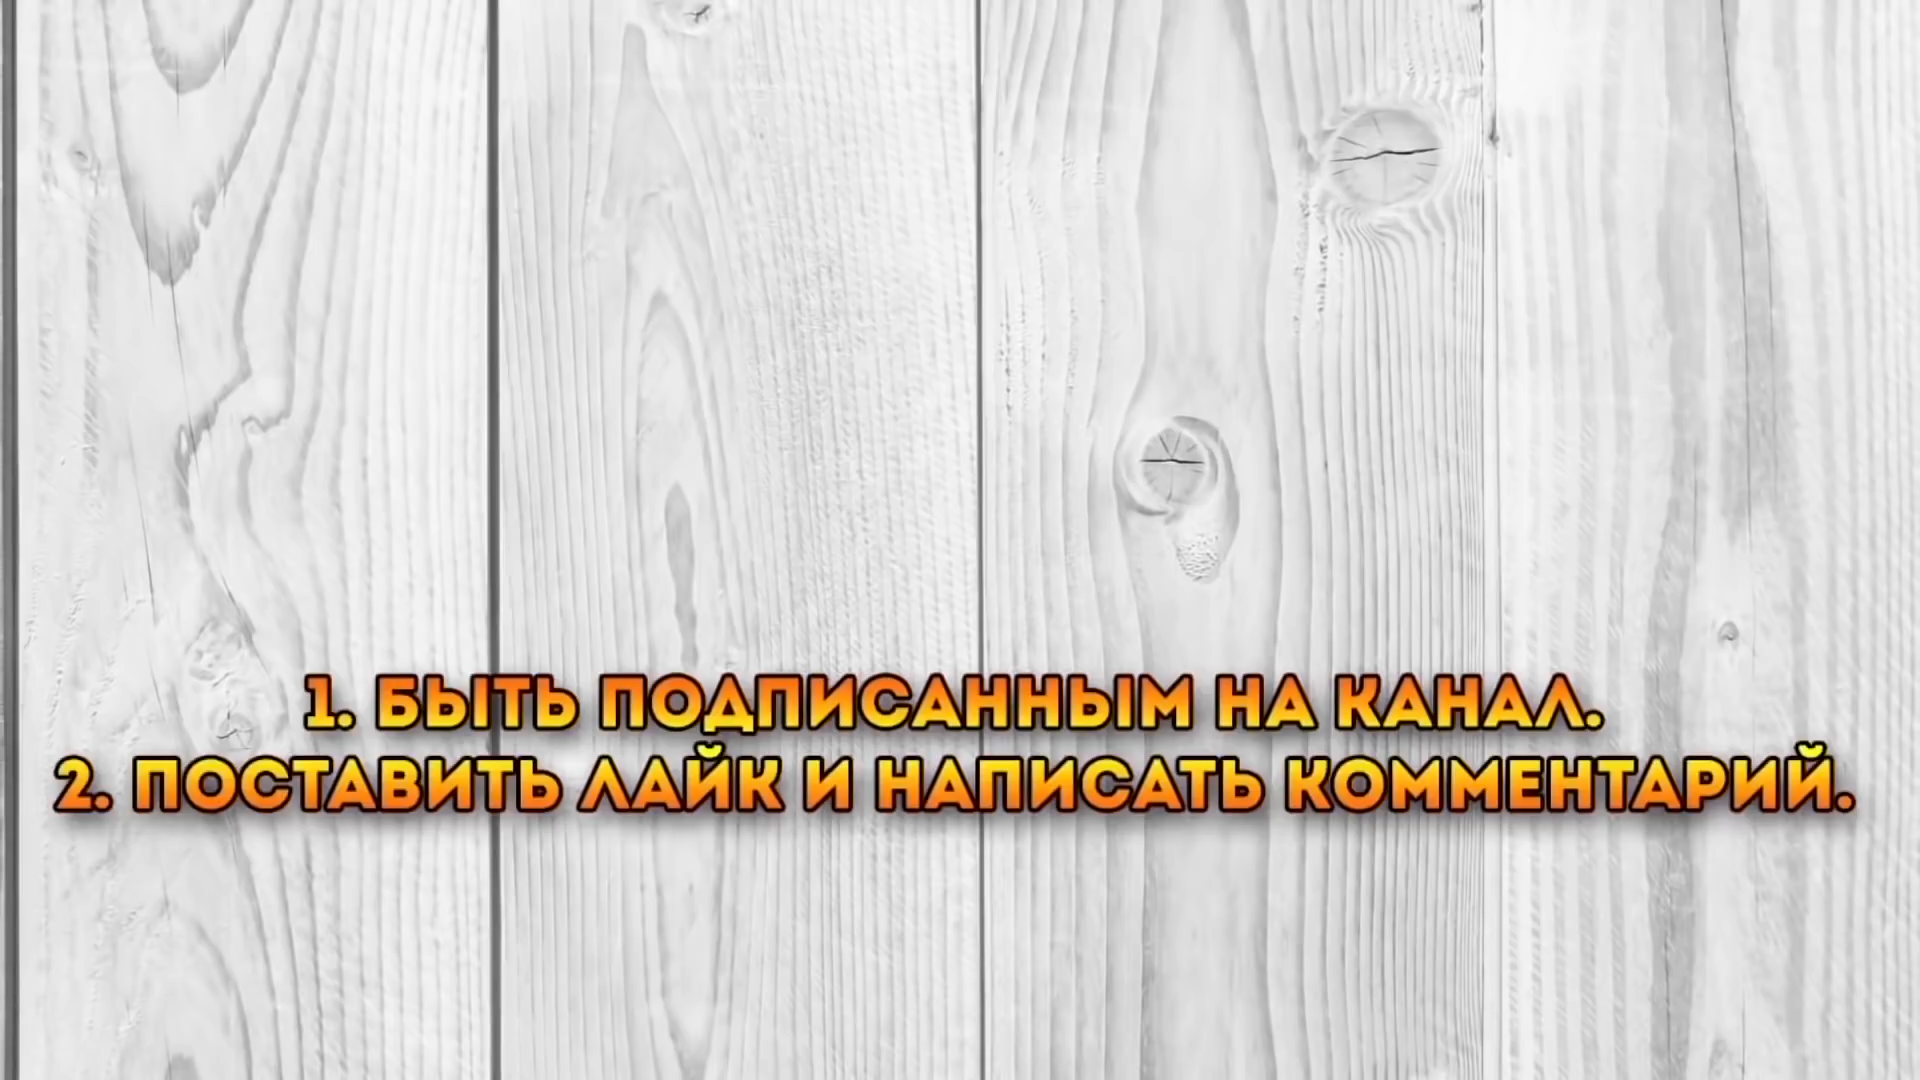 1. БЫТЬ ПОДПИСАННЫМ НА КАНАЛ.
2. ПОСТАВИТЬ ЛАЙК И НАПИСАТЬ КОММЕНТАРИЙ.